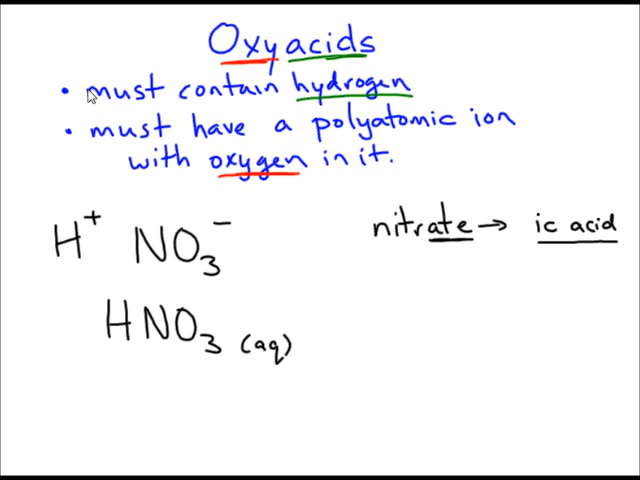 Oxyacids
• must contain hydrogen
• must have a polyatomic ion
with oxygen in it.
H⁺ NO₃⁻
nitrate → ic acid
HNO₃ (aq)